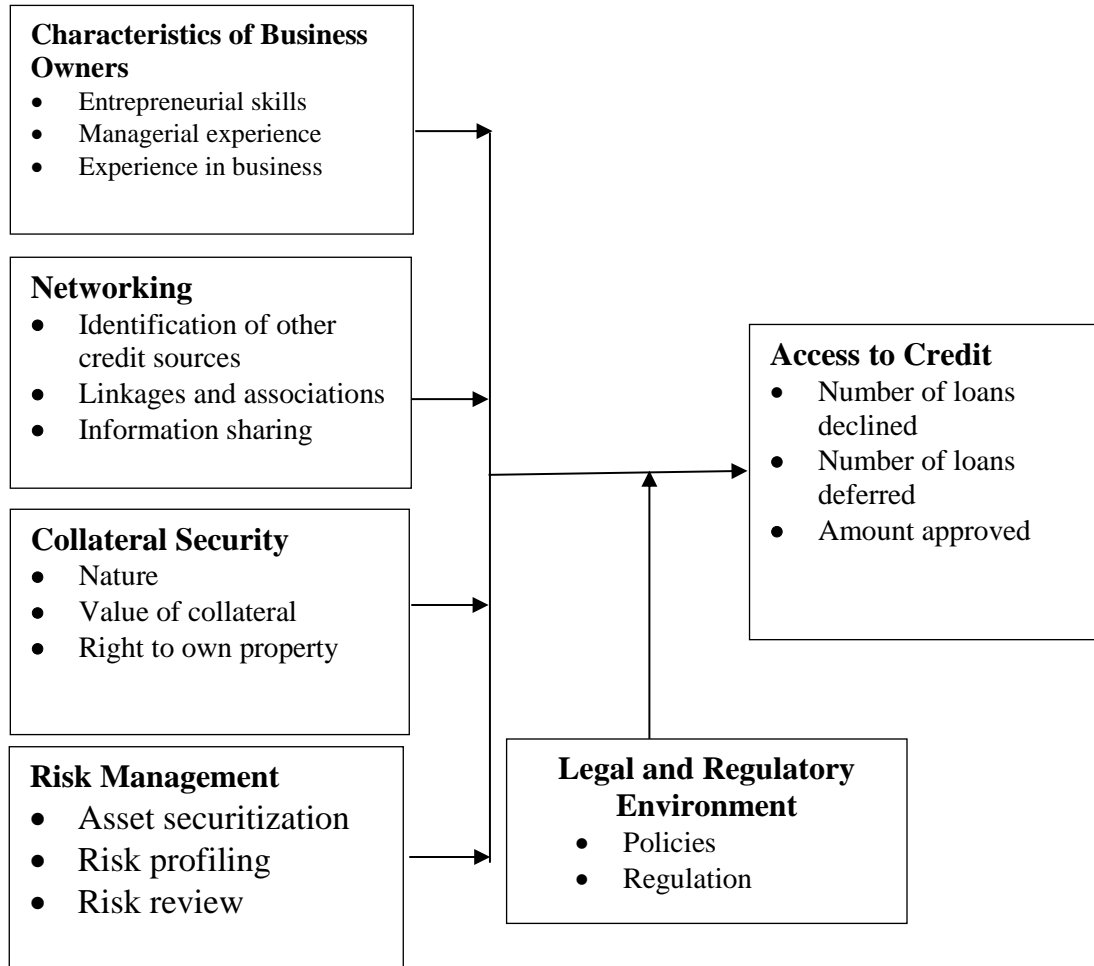 Characteristics of Business
Owners
• Entrepreneurial skills
• Managerial experience
• Experience in business
Networking
• Identification of other
credit sources
• Linkages and associations
• Information sharing
Collateral Security
• Nature
• Value of collateral
• Right to own property
Risk Management
• Asset securitization
• Risk profiling
• Risk review
Legal and Regulatory
Environment
• Policies
• Regulation
Access to Credit
• Number of loans
declined
• Number of loans
deferred
• Amount approved